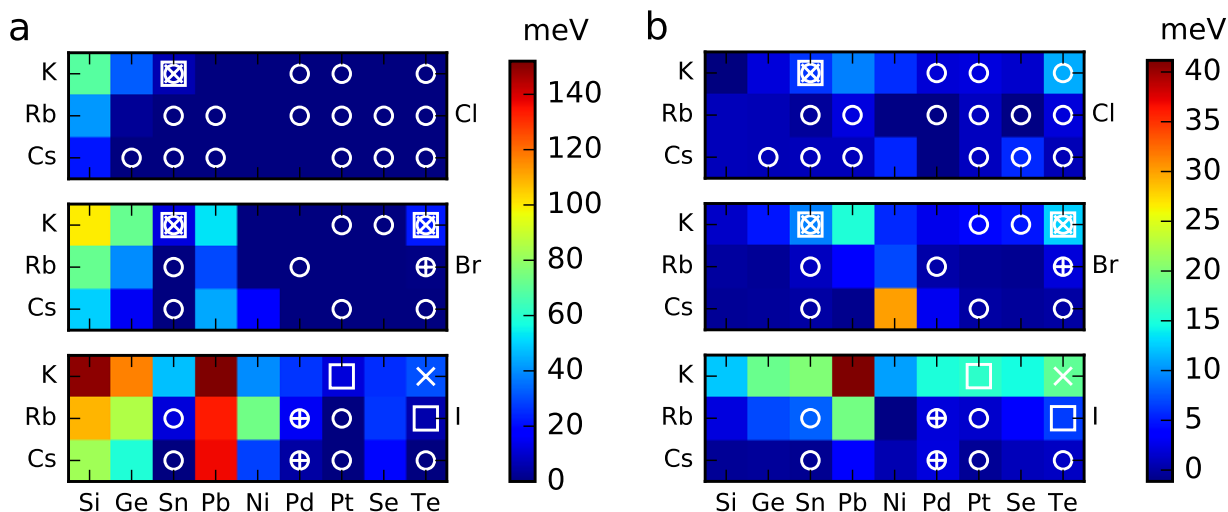 a
meV
b
meV
K
Rb
Cs
Cl
K
Rb
Cs
Cl
K
Rb
Cs
Br
K
Rb
Cs
Br
K
Rb
Cs
I
K
Rb
Cs
I
Si Ge Sn Pb Ni Pd Pt Se Te
Si Ge Sn Pb Ni Pd Pt Se Te
140
120
100
80
60
40
20
0
40
35
30
25
20
15
10
5
0